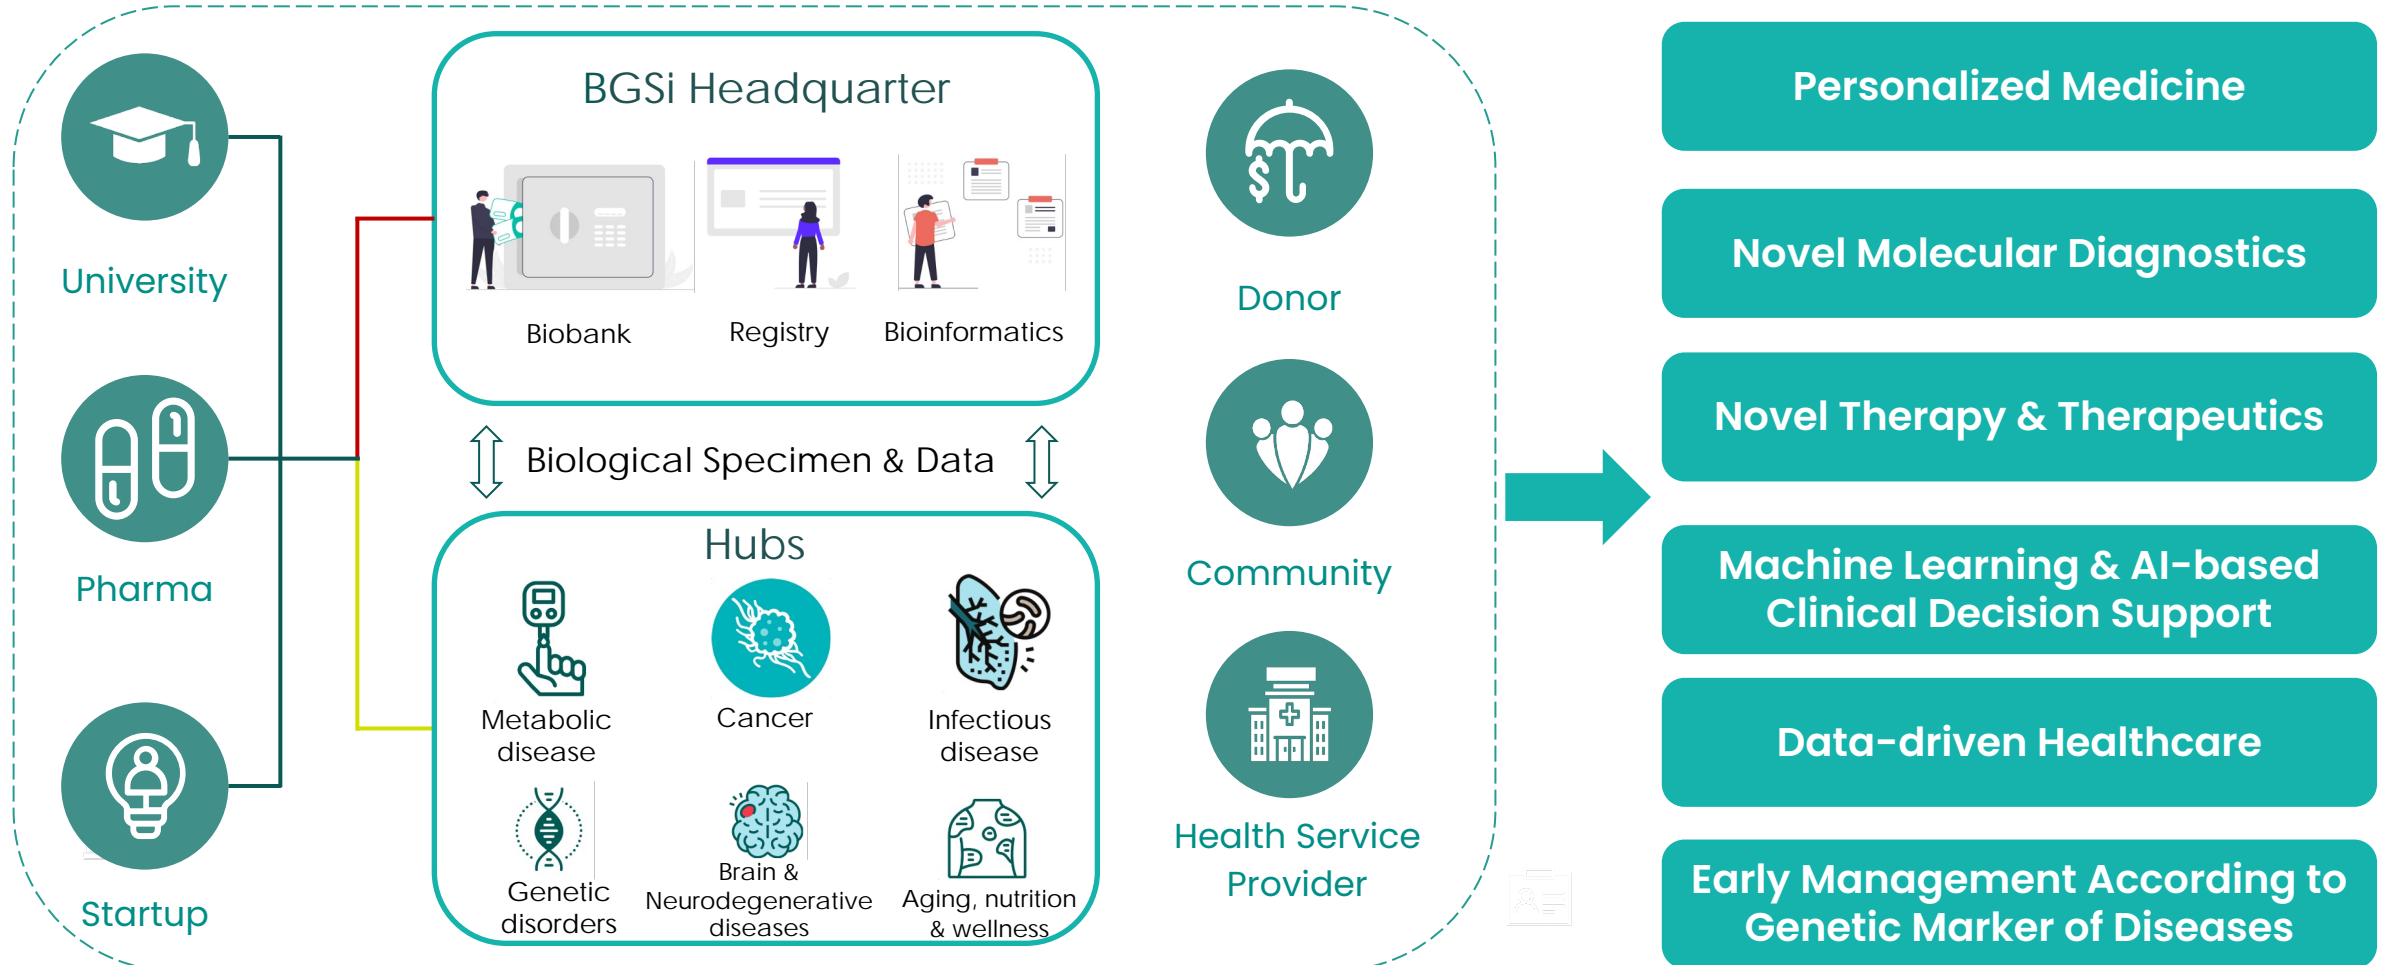 University
Pharma
Startup
BGSi Headquarter
Biobank
Registry
Bioinformatics
Biological Specimen & Data
Hubs
Metabolic
disease
Cancer
Infectious
disease
Genetic
disorders
Brain &
Neurodegenerative
diseases
Aging, nutrition
& wellness
Donor
Community
Health Service
Provider
Personalized Medicine
Novel Molecular Diagnostics
Novel Therapy & Therapeutics
Machine Learning & AI-based
Clinical Decision Support
Data-driven Healthcare
Early Management According to
Genetic Marker of Diseases